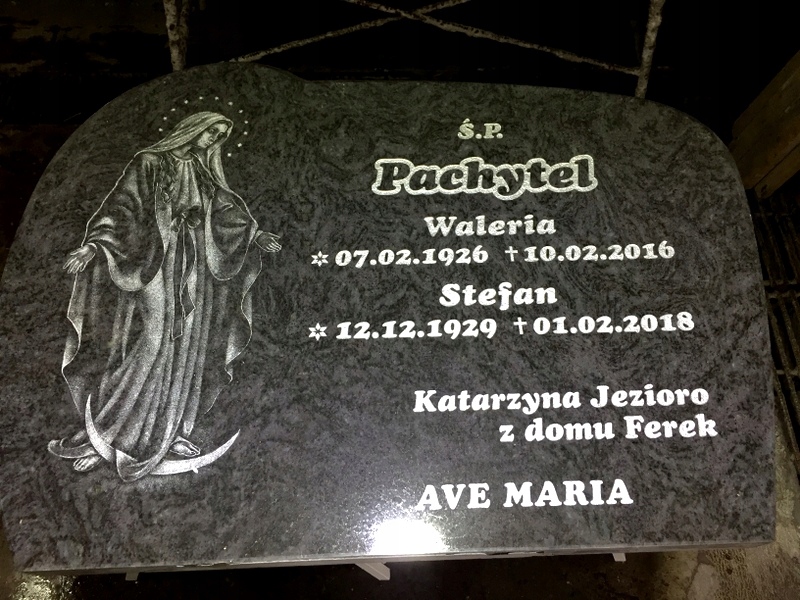 Ś.P.
Pachytel
Waleria
✡ 07.02.1926 †10.02.2016
Stefan
✡ 12.12.1929 †01.02.2018
Katarzyna Jezioro
z domu Ferek
AVE MARIA